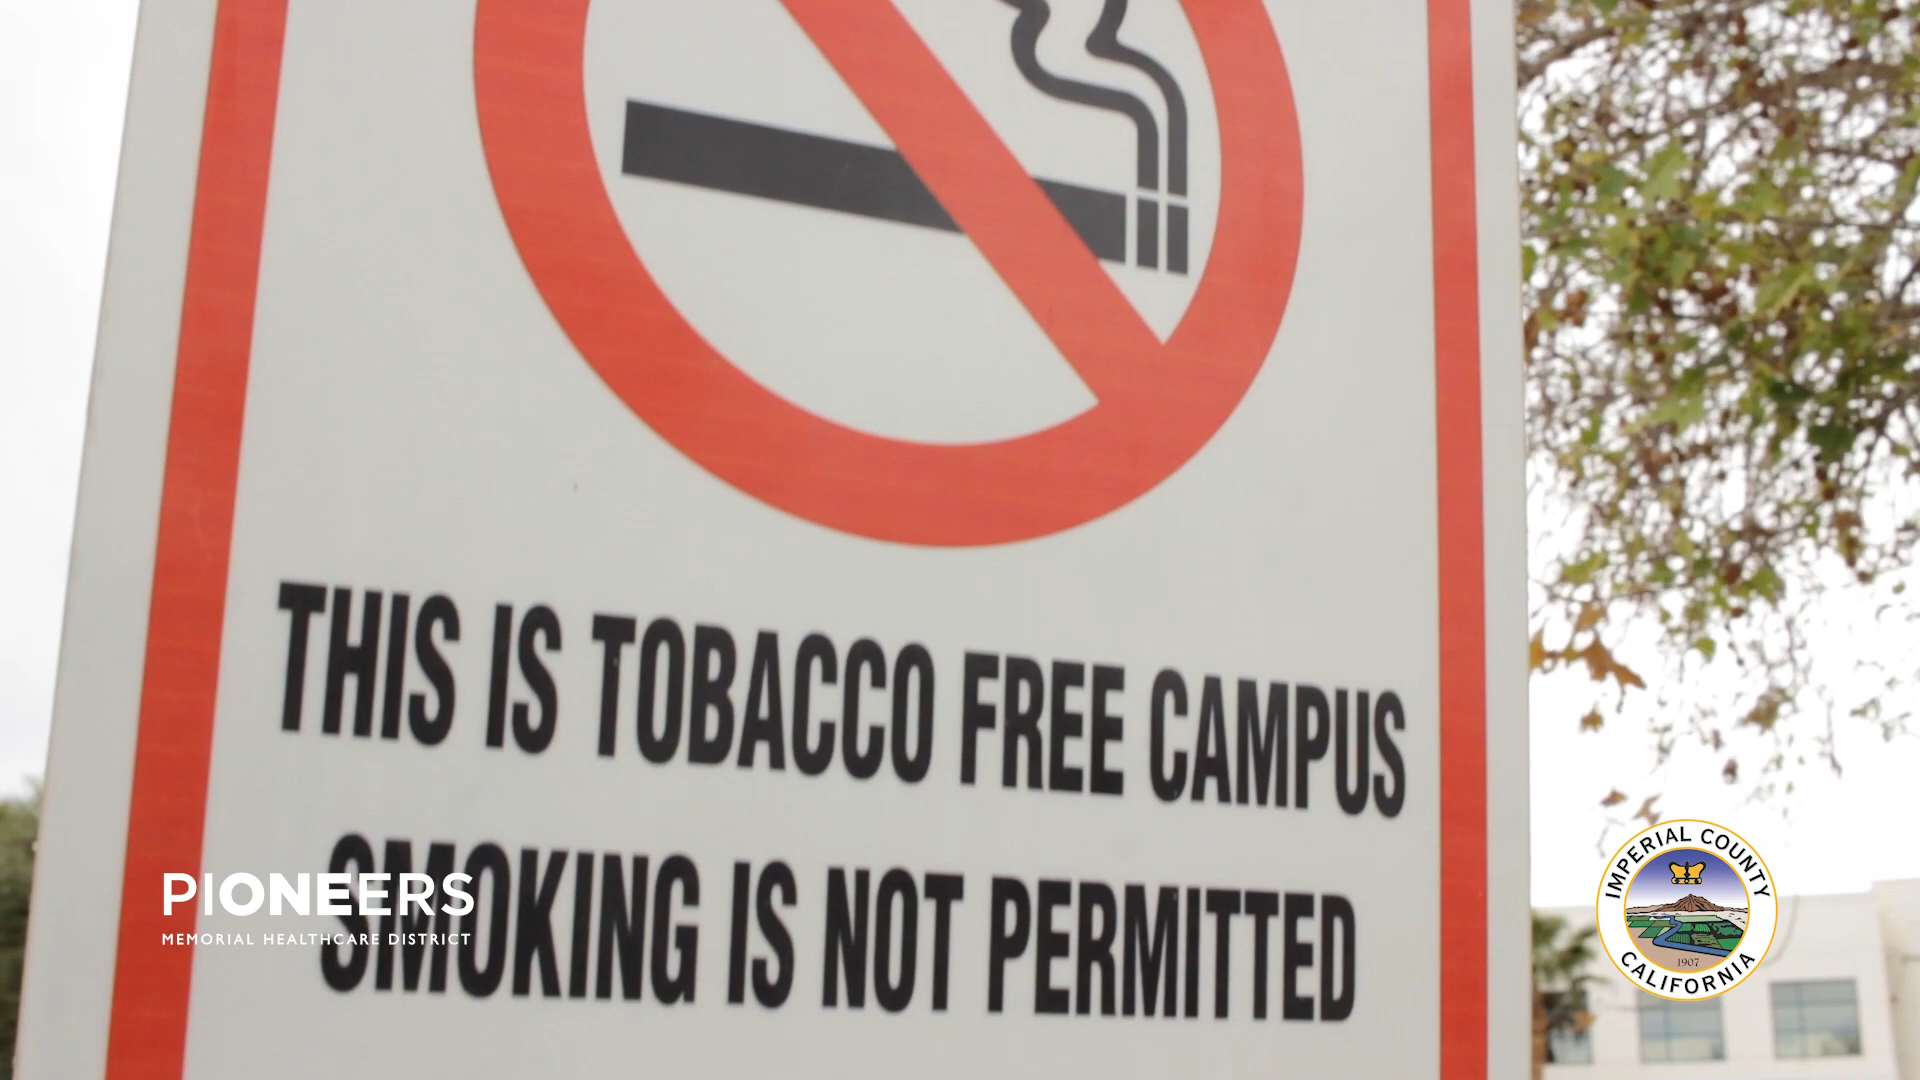 THIS IS TOBACCO FREE CAMPUS
SMOKING IS NOT PERMITTED
PIONEERS
MEMORIAL HEALTHCARE DISTRICT
IMPERIAL COUNTY
1907
CALIFORNIA